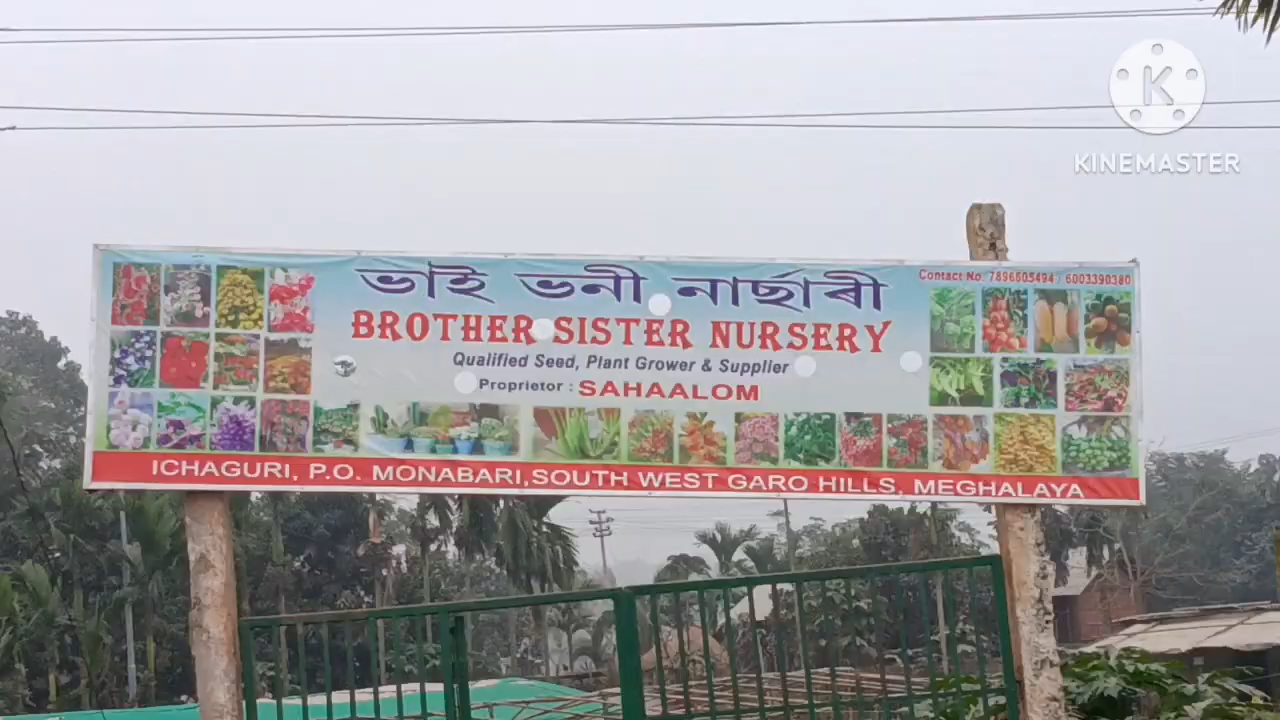 K
KINEMASTER
Contact No. 7896605494 / 6003390380
ভাই ভনী নার্ছাৰী
BROTHER SISTER NURSERY
Qualified Seed, Plant Grower & Supplier
Proprietor : SAHAALOM
ICHAGURI, P.O. MONABARI,SOUTH WEST GARO HILLS, MEGHALAYA